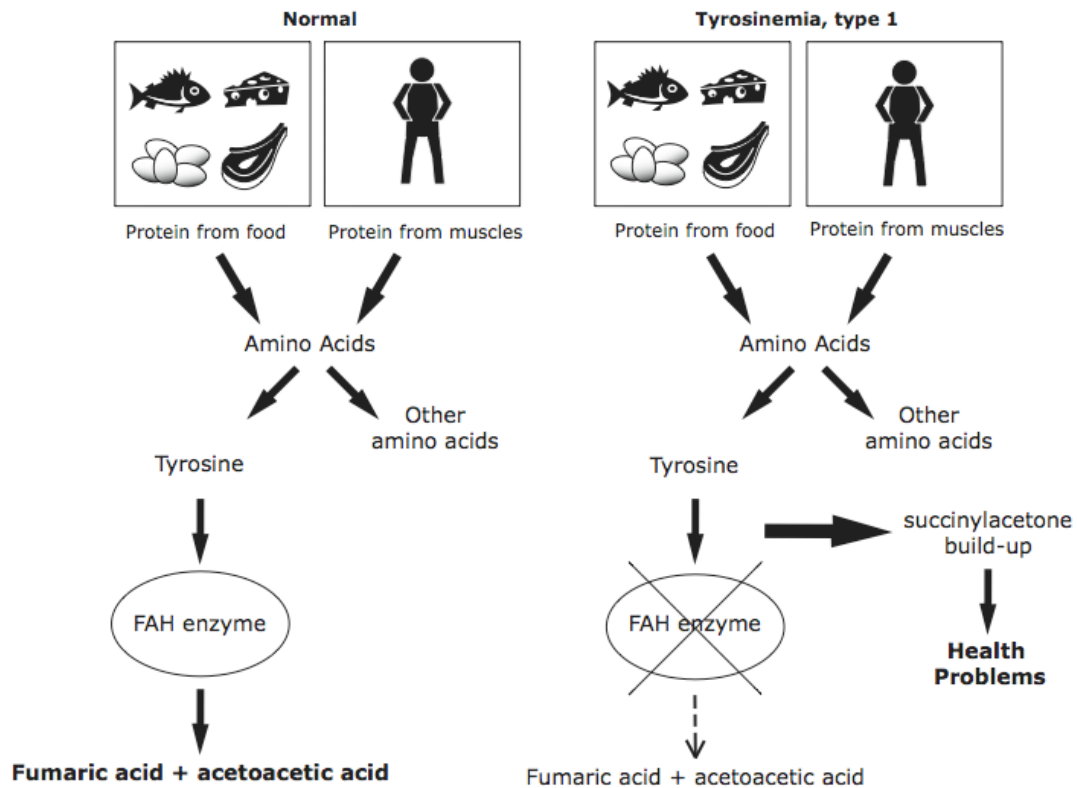 Normal
Protein from food
Protein from muscles
Amino Acids
Other
amino acids
Tyrosine
FAH enzyme
Fumaric acid + acetoacetic acid
Tyrosinemia, type 1
Protein from food
Protein from muscles
Amino Acids
Other
amino acids
Tyrosine
succinylacetone
build-up
FAH enzyme
Health
Problems
Fumaric acid + acetoacetic acid